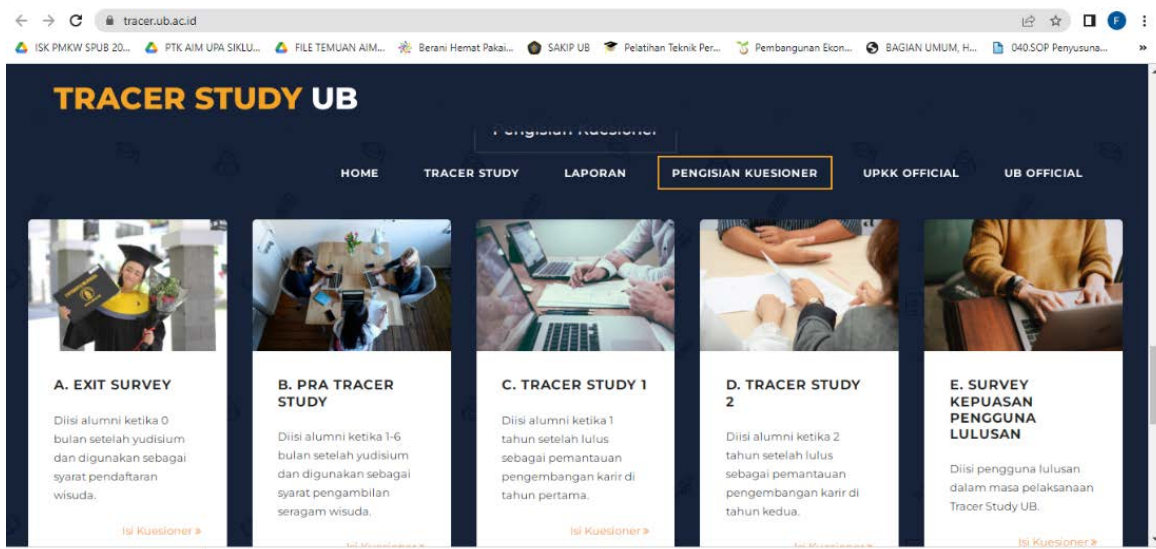 tracer.ub.ac.id
ISK PMKW SPUB 20...
PTK AIM UPA SIKLU...
FILE TEMUAN AIM...
Berani Hemat Pakai...
SAKIP UB
Pelatihan Teknik Per...
Pembangunan Ekon...
BAGIAN UMUM, H...
040.SOP Penyusuna...
»
F
TRACER STUDY UB
Pengisian Kuesioner
HOME
TRACER STUDY
LAPORAN
PENGISIAN KUESIONER
UPKK OFFICIAL
UB OFFICIAL
A. EXIT SURVEY
Diisi alumni ketika 0
bulan setelah yudisium
dan digunakan sebagai
syarat pendaftaran
wisuda.
Isi Kuesioner »
B. PRA TRACER
STUDY
Diisi alumni ketika 1-6
bulan setelah yudisium
dan digunakan sebagai
syarat pengambilan
seragam wisuda.
Isi Kuesioner »
C. TRACER STUDY 1
Diisi alumni ketika 1
tahun setelah lulus
sebagai pemantauan
pengembangan karir di
tahun pertama.
Isi Kuesioner »
D. TRACER STUDY
2
Diisi alumni ketika 2
tahun setelah lulus
sebagai pemantauan
pengembangan karir di
tahun kedua.
Isi Kuesioner »
E. SURVEY
KEPUASAN
PENGGUNA
LULUSAN
Diisi pengguna lulusan
dalam masa pelaksanaan
Tracer Study UB.
Isi Kuesioner »